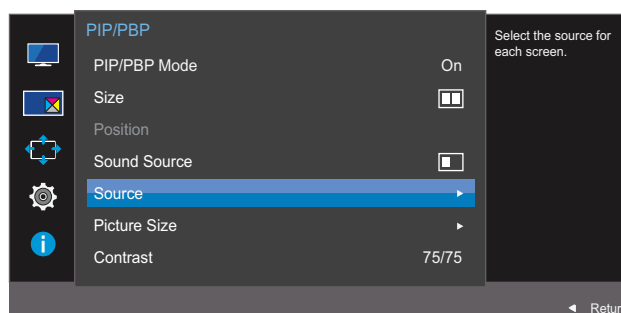 PIP/PBP
Select the source for
each screen.
PIP/PBP Mode On
Size
Position
Sound Source
Source
Picture Size
Contrast 75/75
Retur